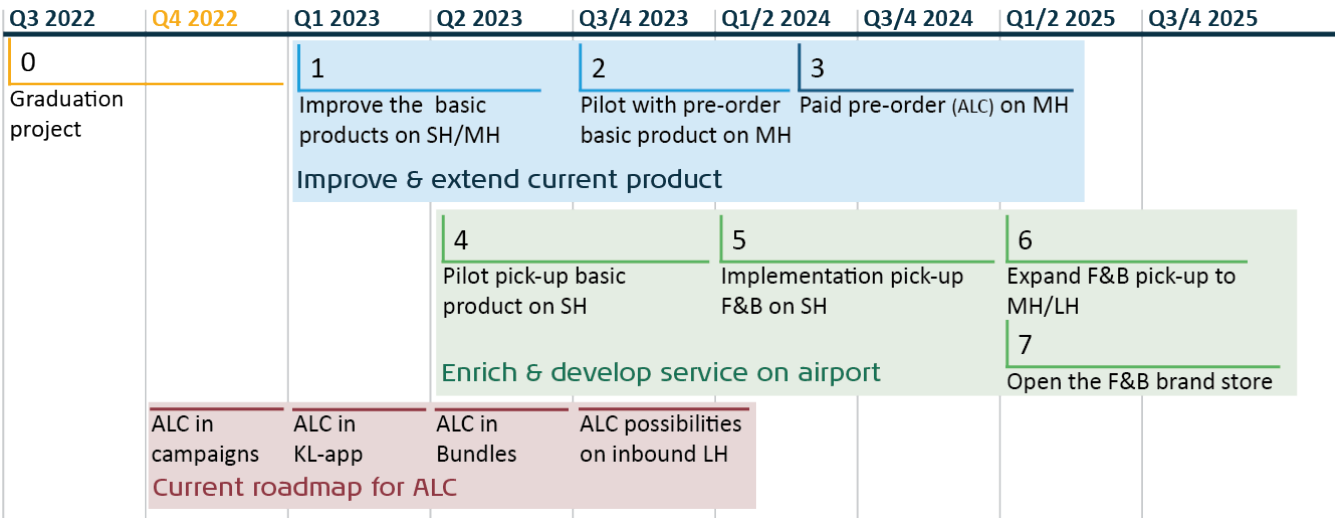 Q3 2022 Q4 2022 Q1 2023 Q2 2023 Q3/4 2023 Q1/2 2024 Q3/4 2024 Q1/2 2025 Q3/4 2025
0
Graduation
project
1
Improve the basic
products on SH/MH
2
Pilot with pre-order
basic product on MH
3
Paid pre-order (ALC) on MH
Improve & extend current product
4
Pilot pick-up basic
product on SH
5
Implementation pick-up
F&B on SH
6
Expand F&B pick-up to
MH/LH
7
Open the F&B brand store
Enrich & develop service on airport
ALC in
campaigns
ALC in
KL-app
ALC in
Bundles
ALC possibilities
on inbound LH
Current roadmap for ALC